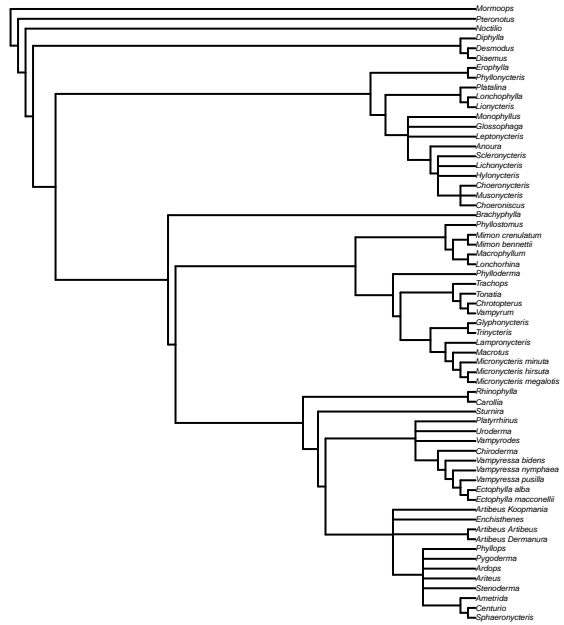 Mormoops
Pteronotus
Noctilio
Diphylla
Desmodus
Diaemus
Erophylla
Phyllonycteris
Platalina
Lonchophylla
Lionycteris
Monophyllus
Glossophaga
Leptonycteris
Anoura
Scleronycteris
Lichonycteris
Hylonycteris
Choeronycteris
Musonycteris
Choeroniscus
Brachyphylla
Phyllostomus
Mimon crenulatum
Mimon bennettii
Macrophyllum
Lonchorhina
Phylloderma
Trachops
Tonatia
Chrotopterus
Vampyrum
Glyphonycteris
Trinycteris
Lampronycteris
Macrotus
Micronycteris minuta
Micronycteris hirsuta
Micronycteris megalotis
Rhinophylla
Carollia
Sturnira
Platyrrhinus
Uroderma
Vampyrodes
Chiroderma
Vampyressa bidens
Vampyressa nymphaea
Vampyressa pusilla
Ectophylla alba
Ectophylla macconellii
Artibeus Koopmania
Enchisthenes
Artibeus Artibeus
Artibeus Dermanura
Phyllops
Pygoderma
Ardops
Ariteus
Stenoderma
Ametrida
Centurio
Sphaeronycteris